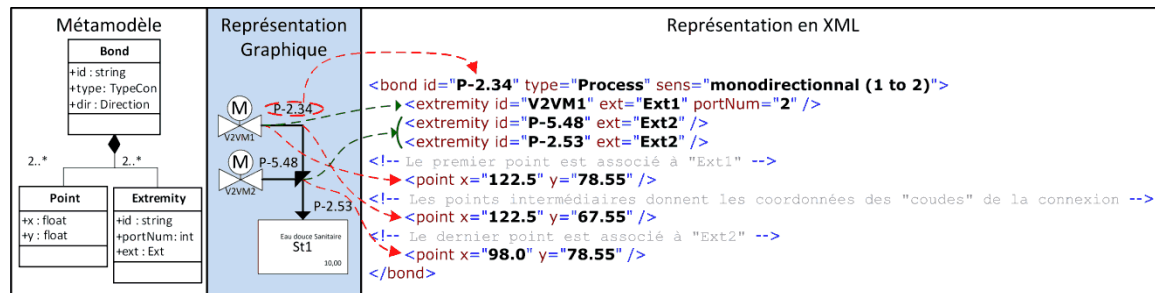 Métamodèle
Bond
+id : string
+type: TypeCon
+dir : Direction
2..*
2..*
Point
+x : float
+y : float
Extremity
+id : string
+portNum: int
+ext : Ext
Représentation
Graphique
M
P-2.34
V2VM1
M
P-5.48
V2VM2
P-2.53
Eau douce Sanitaire
St1
10,00
Représentation en XML
<bond id="P-2.34" type="Process" sens="monodirectionnal (1 to 2)">
<extremity id="V2VM1" ext="Ext1" portNum="2" />
<extremity id="P-5.48" ext="Ext2" />
<extremity id="P-2.53" ext="Ext2" />
<!-- Le premier point est associé à "Ext1" -->
<point x="122.5" y="78.55" />
<!-- Les points intermédiaires donnent les coordonnées des "coudes" de la connexion -->
<point x="122.5" y="67.55" />
<!-- Le dernier point est associé à "Ext2" -->
<point x="98.0" y="78.55" />
</bond>